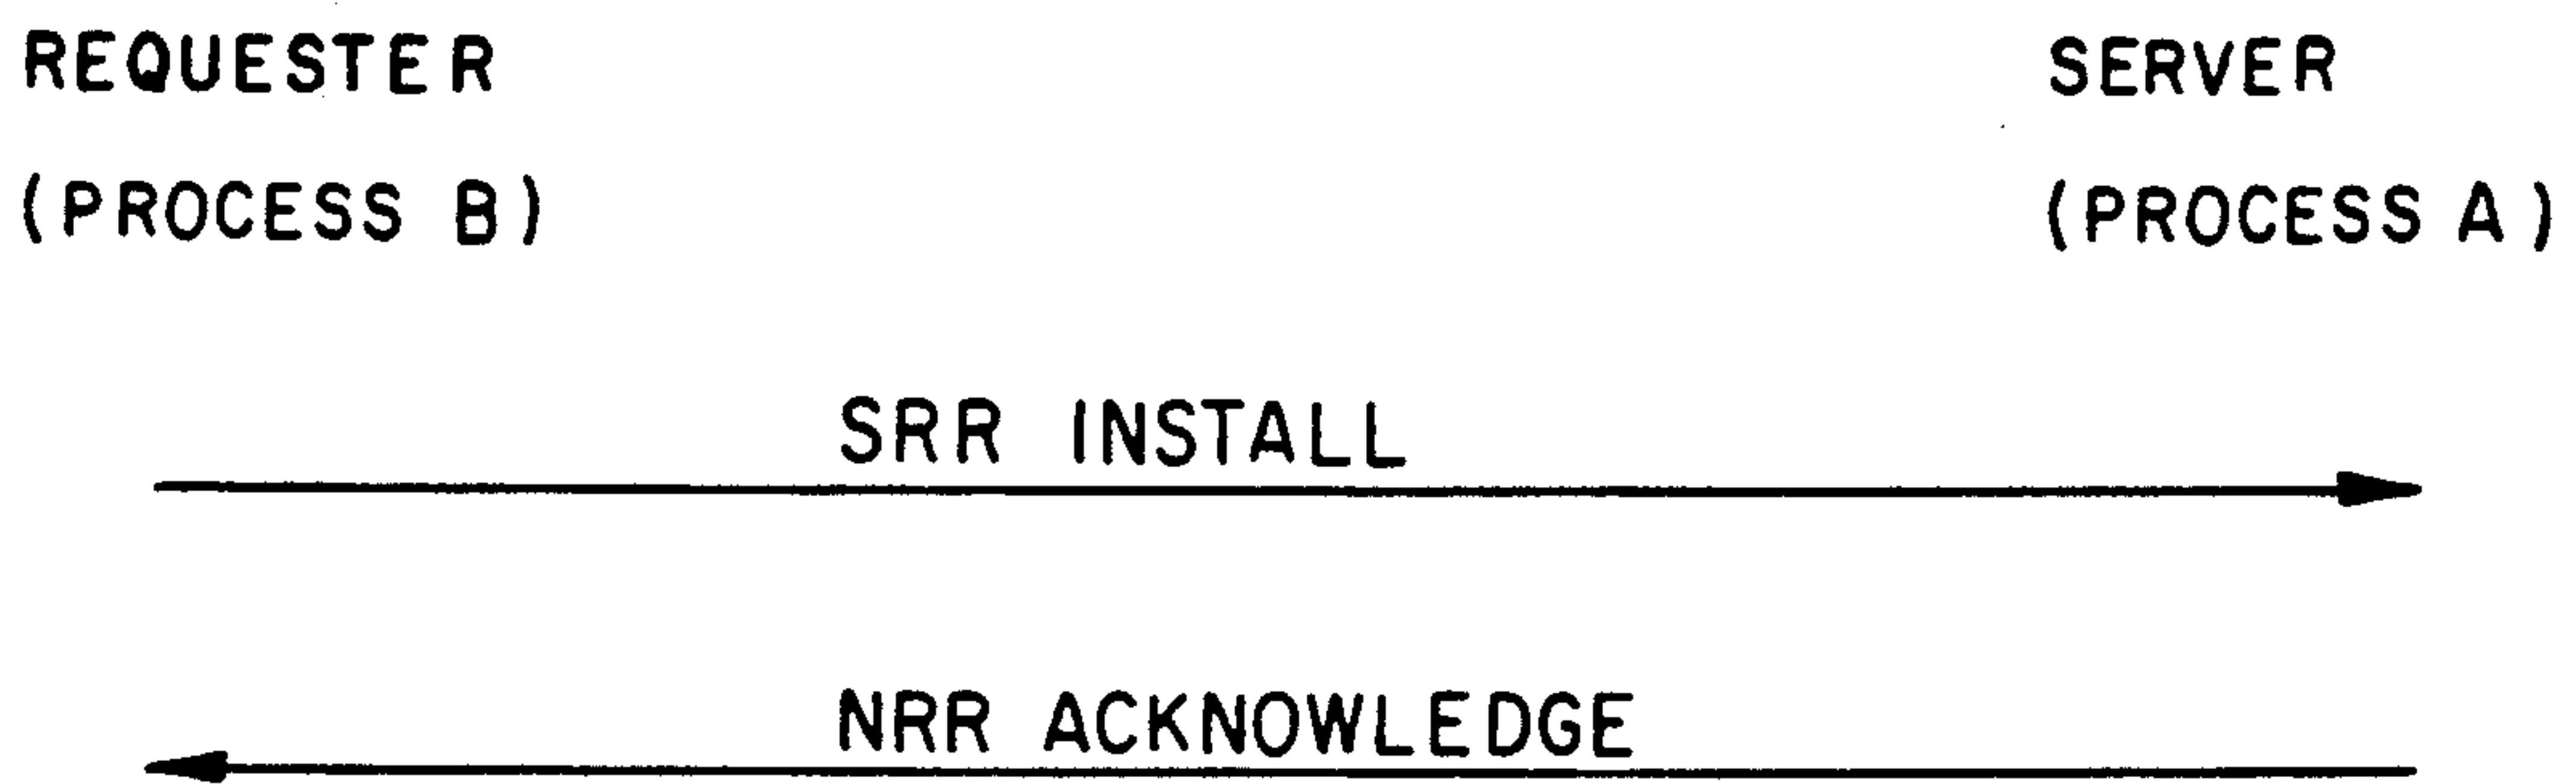 REQUESTER
SERVER
(PROCESS B)
(PROCESS A)
SRR INSTALL
NRR ACKNOWLEDGE